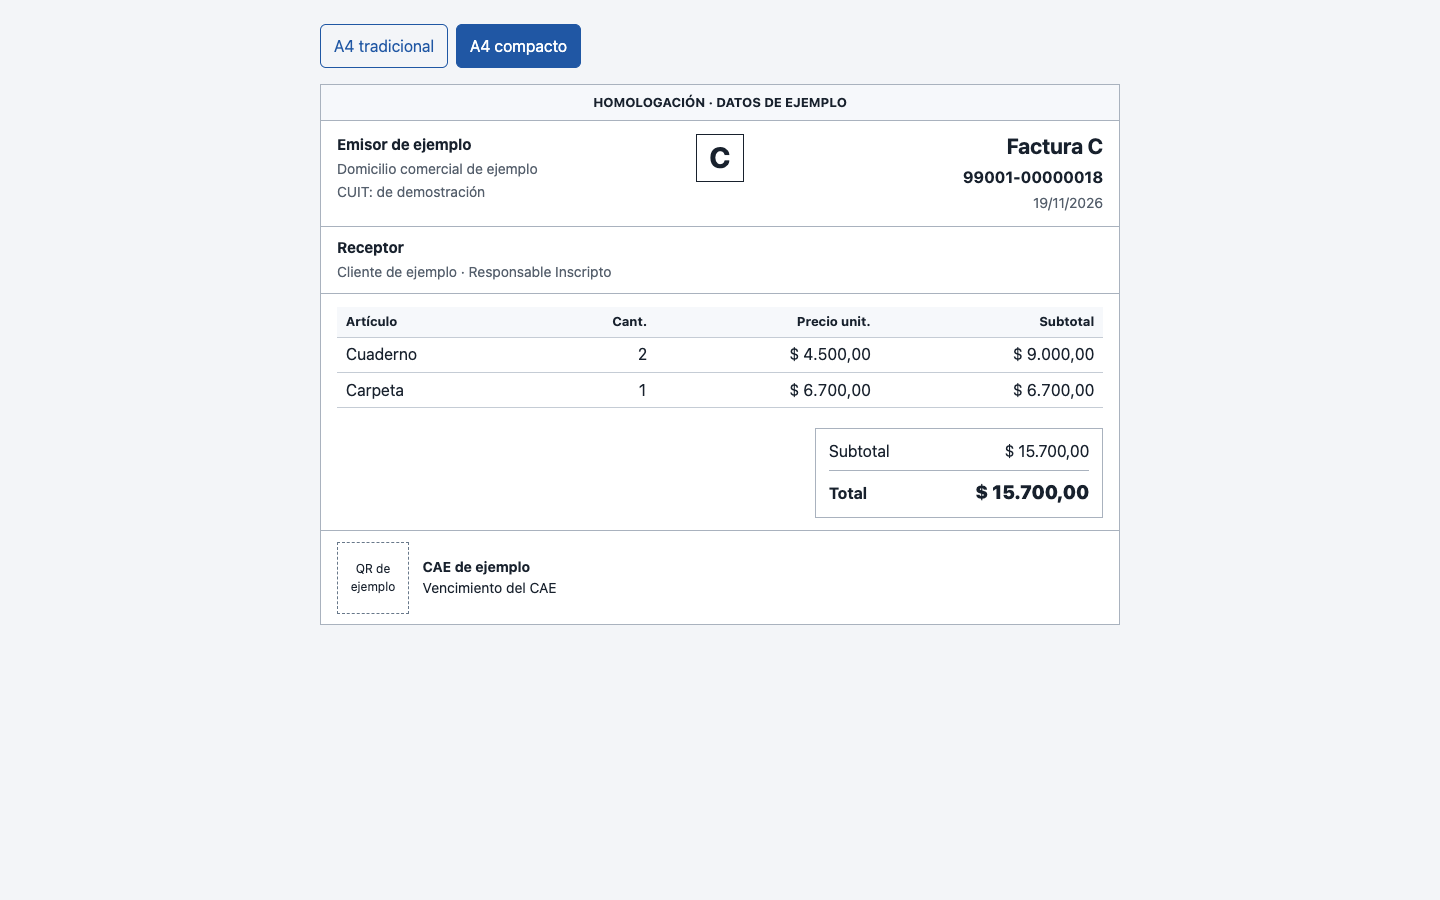 A4 tradicional
A4 compacto
HOMOLOGACIÓN · DATOS DE EJEMPLO
Emisor de ejemplo
Domicilio comercial de ejemplo
CUIT: de demostración
C
Factura C
99001-00000018
19/11/2026
Receptor
Cliente de ejemplo · Responsable Inscripto
Artículo Cant. Precio unit. Subtotal
Cuaderno 2 $ 4.500,00 $ 9.000,00
Carpeta 1 $ 6.700,00 $ 6.700,00
Subtotal $ 15.700,00
Total $ 15.700,00
QR de
ejemplo
CAE de ejemplo
Vencimiento del CAE